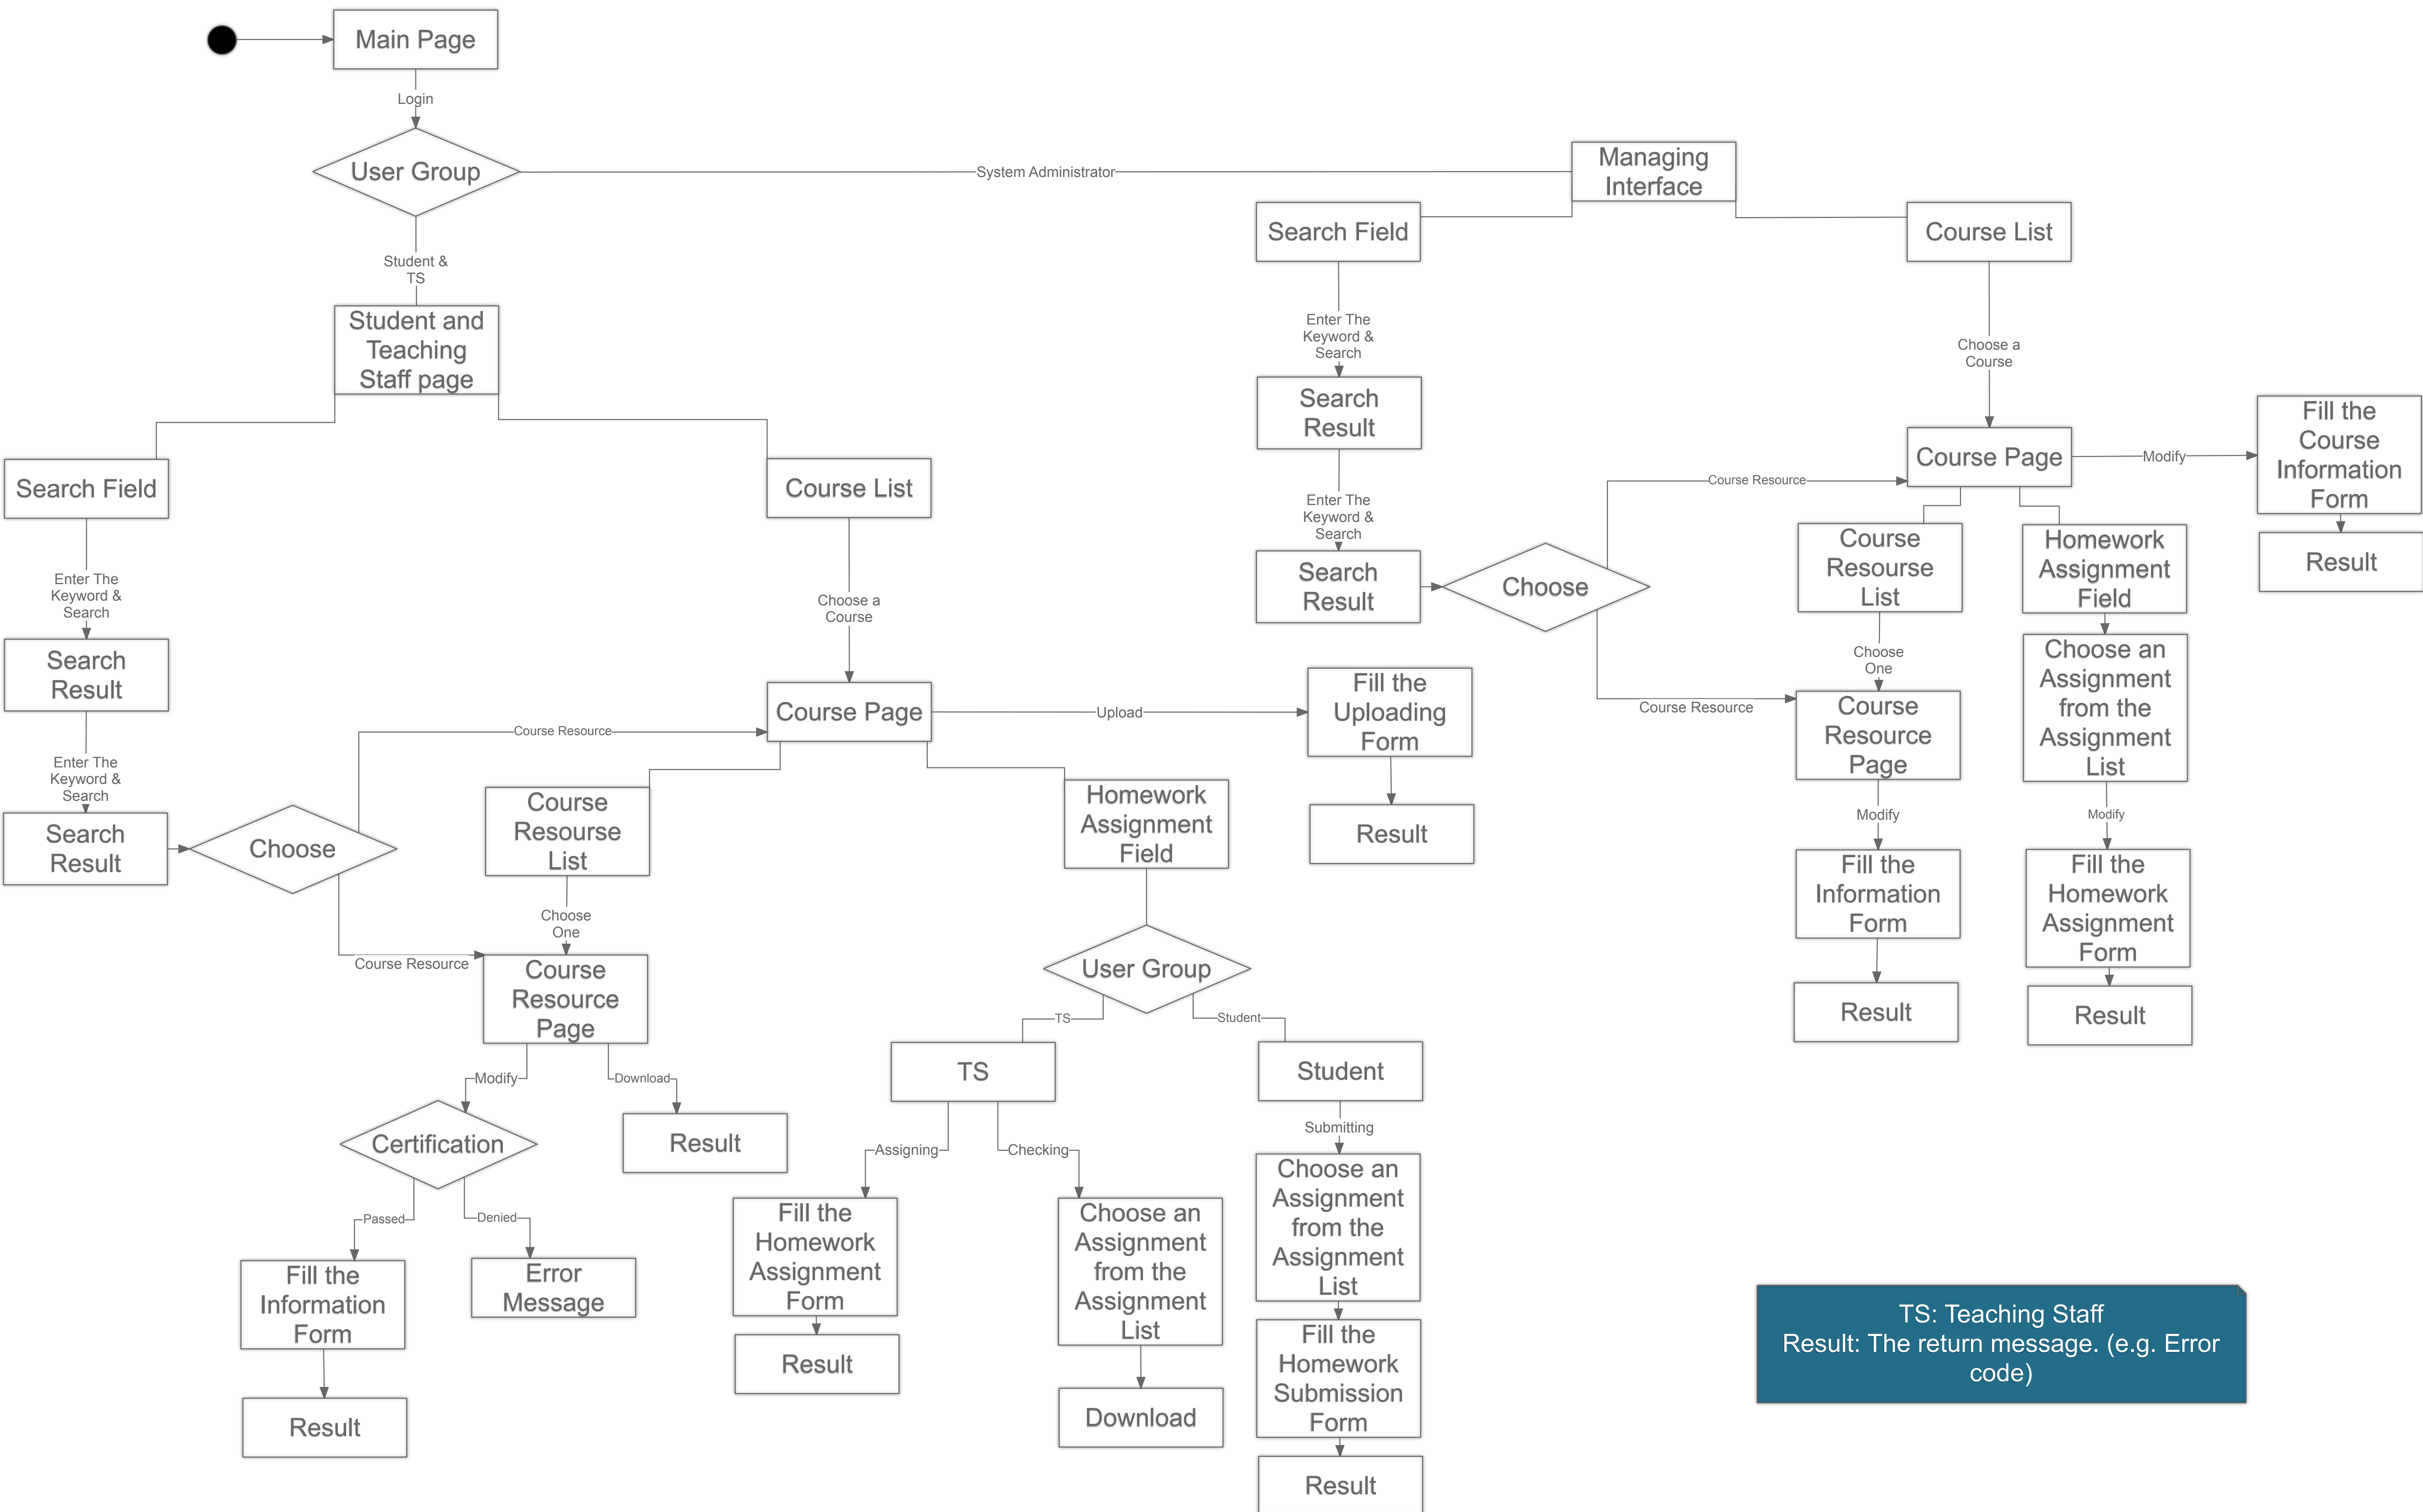 Main Page
Login
User Group
System Administrator
Managing
Interface
Student &
TS
Student and
Teaching
Staff page
Search Field
Course List
Enter The
Keyword &
Search
Search
Result
Enter The
Keyword &
Search
Search
Result
Choose
Course Resource
Course Resource
Choose a
Course
Course Page
Upload
Fill the
Uploading
Form
Result
Course
Resourse
List
Choose
One
Course
Resource
Page
Modify
Download
Result
Certification
Passed
Denied
Fill the
Information
Form
Result
Error
Message
Homework
Assignment
Field
User Group
TS
Student
TS
Student
Assigning
Checking
Fill the
Homework
Assignment
Form
Result
Choose an
Assignment
from the
Assignment
List
Download
Submitting
Choose an
Assignment
from the
Assignment
List
Fill the
Homework
Submission
Form
Result
Search Field
Course List
Enter The
Keyword &
Search
Search
Result
Enter The
Keyword &
Search
Search
Result
Choose
Course Resource
Course Resource
Choose a
Course
Course Page
Modify
Fill the
Course
Information
Form
Result
Course
Resourse
List
Choose
One
Course
Resource
Page
Modify
Fill the
Information
Form
Result
Homework
Assignment
Field
Choose an
Assignment
from the
Assignment
List
Modify
Fill the
Homework
Assignment
Form
Result
TS: Teaching Staff
Result: The return message. (e.g. Error
code)